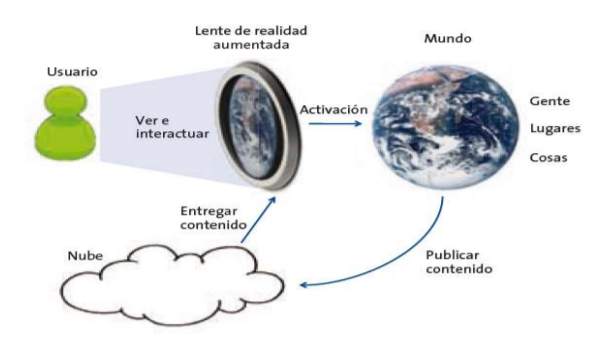 Lente de realidad
aumentada
Mundo
Usuario
Ver e
interactuar
Activación
Gente
Lugares
Cosas
Entregar
contenido
Nube
Publicar
contenido